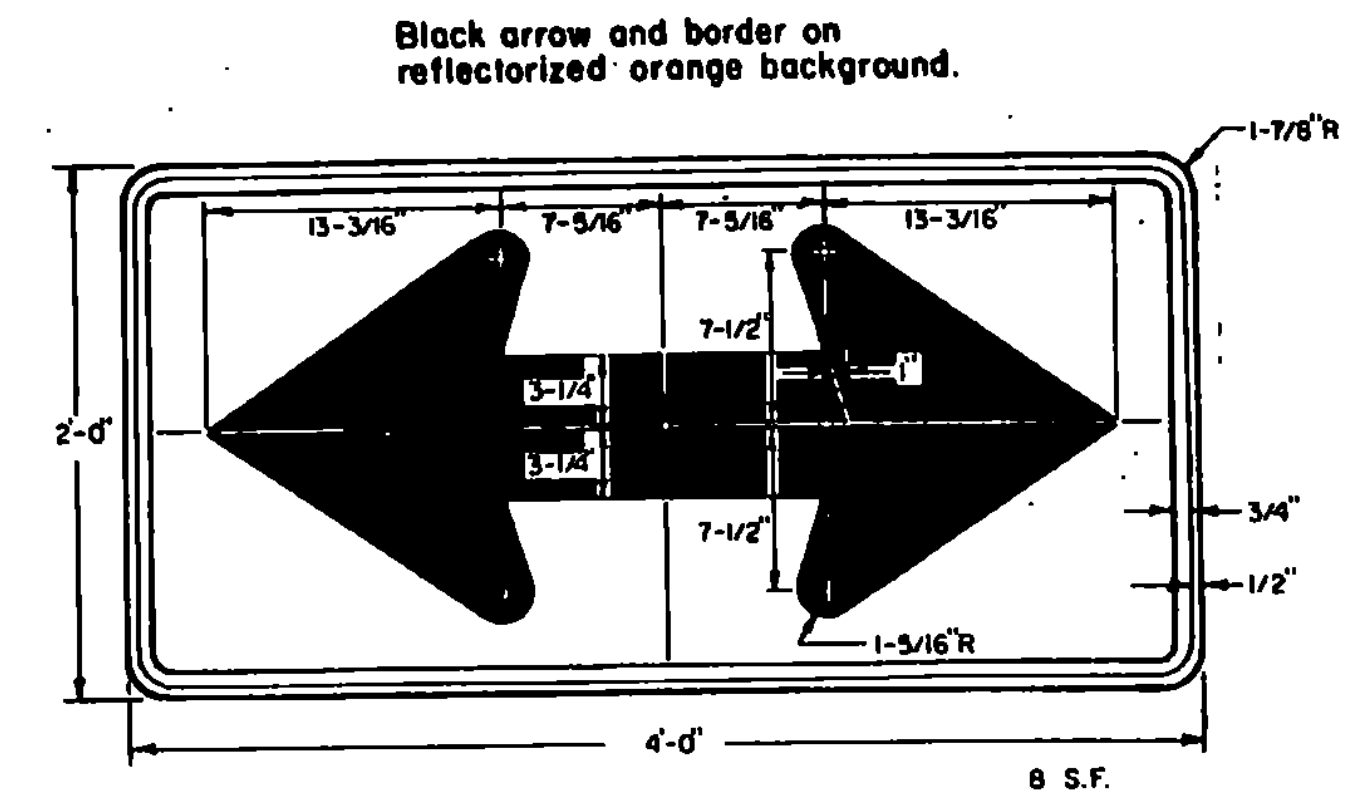 Black arrow and border on
reflectorized orange background.
1-7/8"R
13-3/16" 7-5/16" 7-5/16" 13-3/16"
7-1/2"
1"
3-1/4"
2'-0"
3-1/4"
7-1/2"
3/4"
1/2"
1-5/16"R
4'-0"
8 S.F.